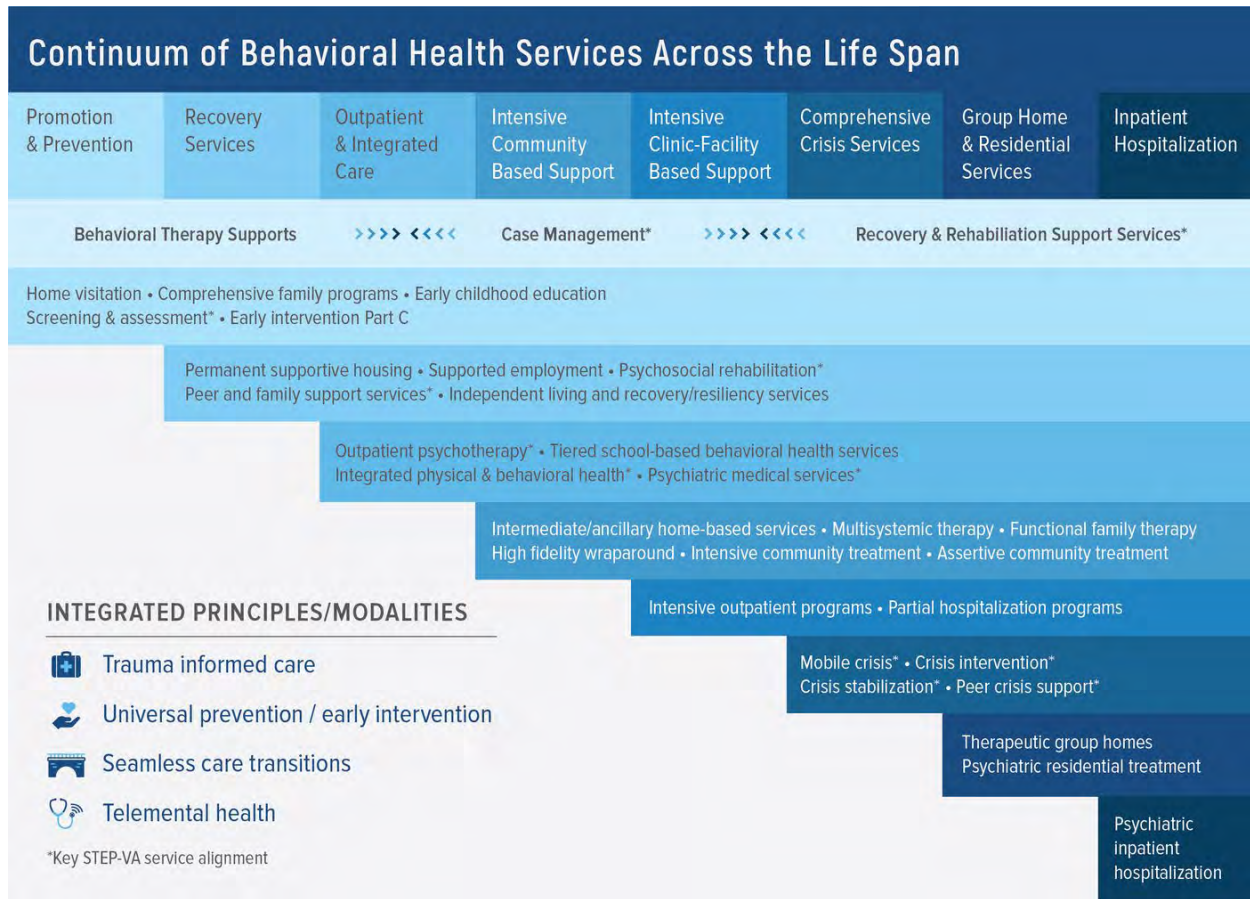 Continuum of Behavioral Health Services Across the Life Span
Promotion
& Prevention
Recovery
Services
Outpatient
& Integrated
Care
Intensive
Community
Based Support
Intensive
Clinic-Facility
Based Support
Comprehensive
Crisis Services
Group Home
& Residential
Services
Inpatient
Hospitalization
Behavioral Therapy Supports >>>> <<<< Case Management* >>>> <<<< Recovery & Rehabiliation Support Services*
Home visitation • Comprehensive family programs • Early childhood education
Screening & assessment* • Early intervention Part C
Permanent supportive housing • Supported employment • Psychosocial rehabilitation*
Peer and family support services* • Independent living and recovery/resiliency services
Outpatient psychotherapy* • Tiered school-based behavioral health services
Integrated physical & behavioral health* • Psychiatric medical services*
Intermediate/ancillary home-based services • Multisystemic therapy • Functional family therapy
High fidelity wraparound • Intensive community treatment • Assertive community treatment
Intensive outpatient programs • Partial hospitalization programs
Mobile crisis* • Crisis intervention*
Crisis stabilization* • Peer crisis support*
Therapeutic group homes
Psychiatric residential treatment
Psychiatric
inpatient
hospitalization
INTEGRATED PRINCIPLES/MODALITIES
Trauma informed care
Universal prevention / early intervention
Seamless care transitions
Telemental health
*Key STEP-VA service alignment